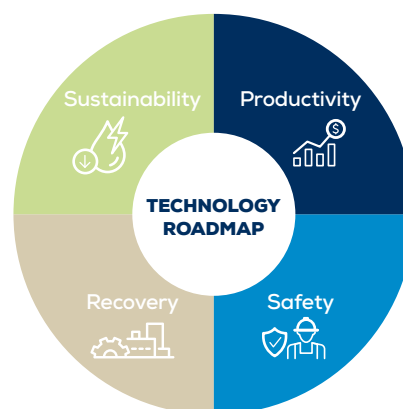 Sustainability
Productivity
$
TECHNOLOGY
ROADMAP
Recovery
Safety